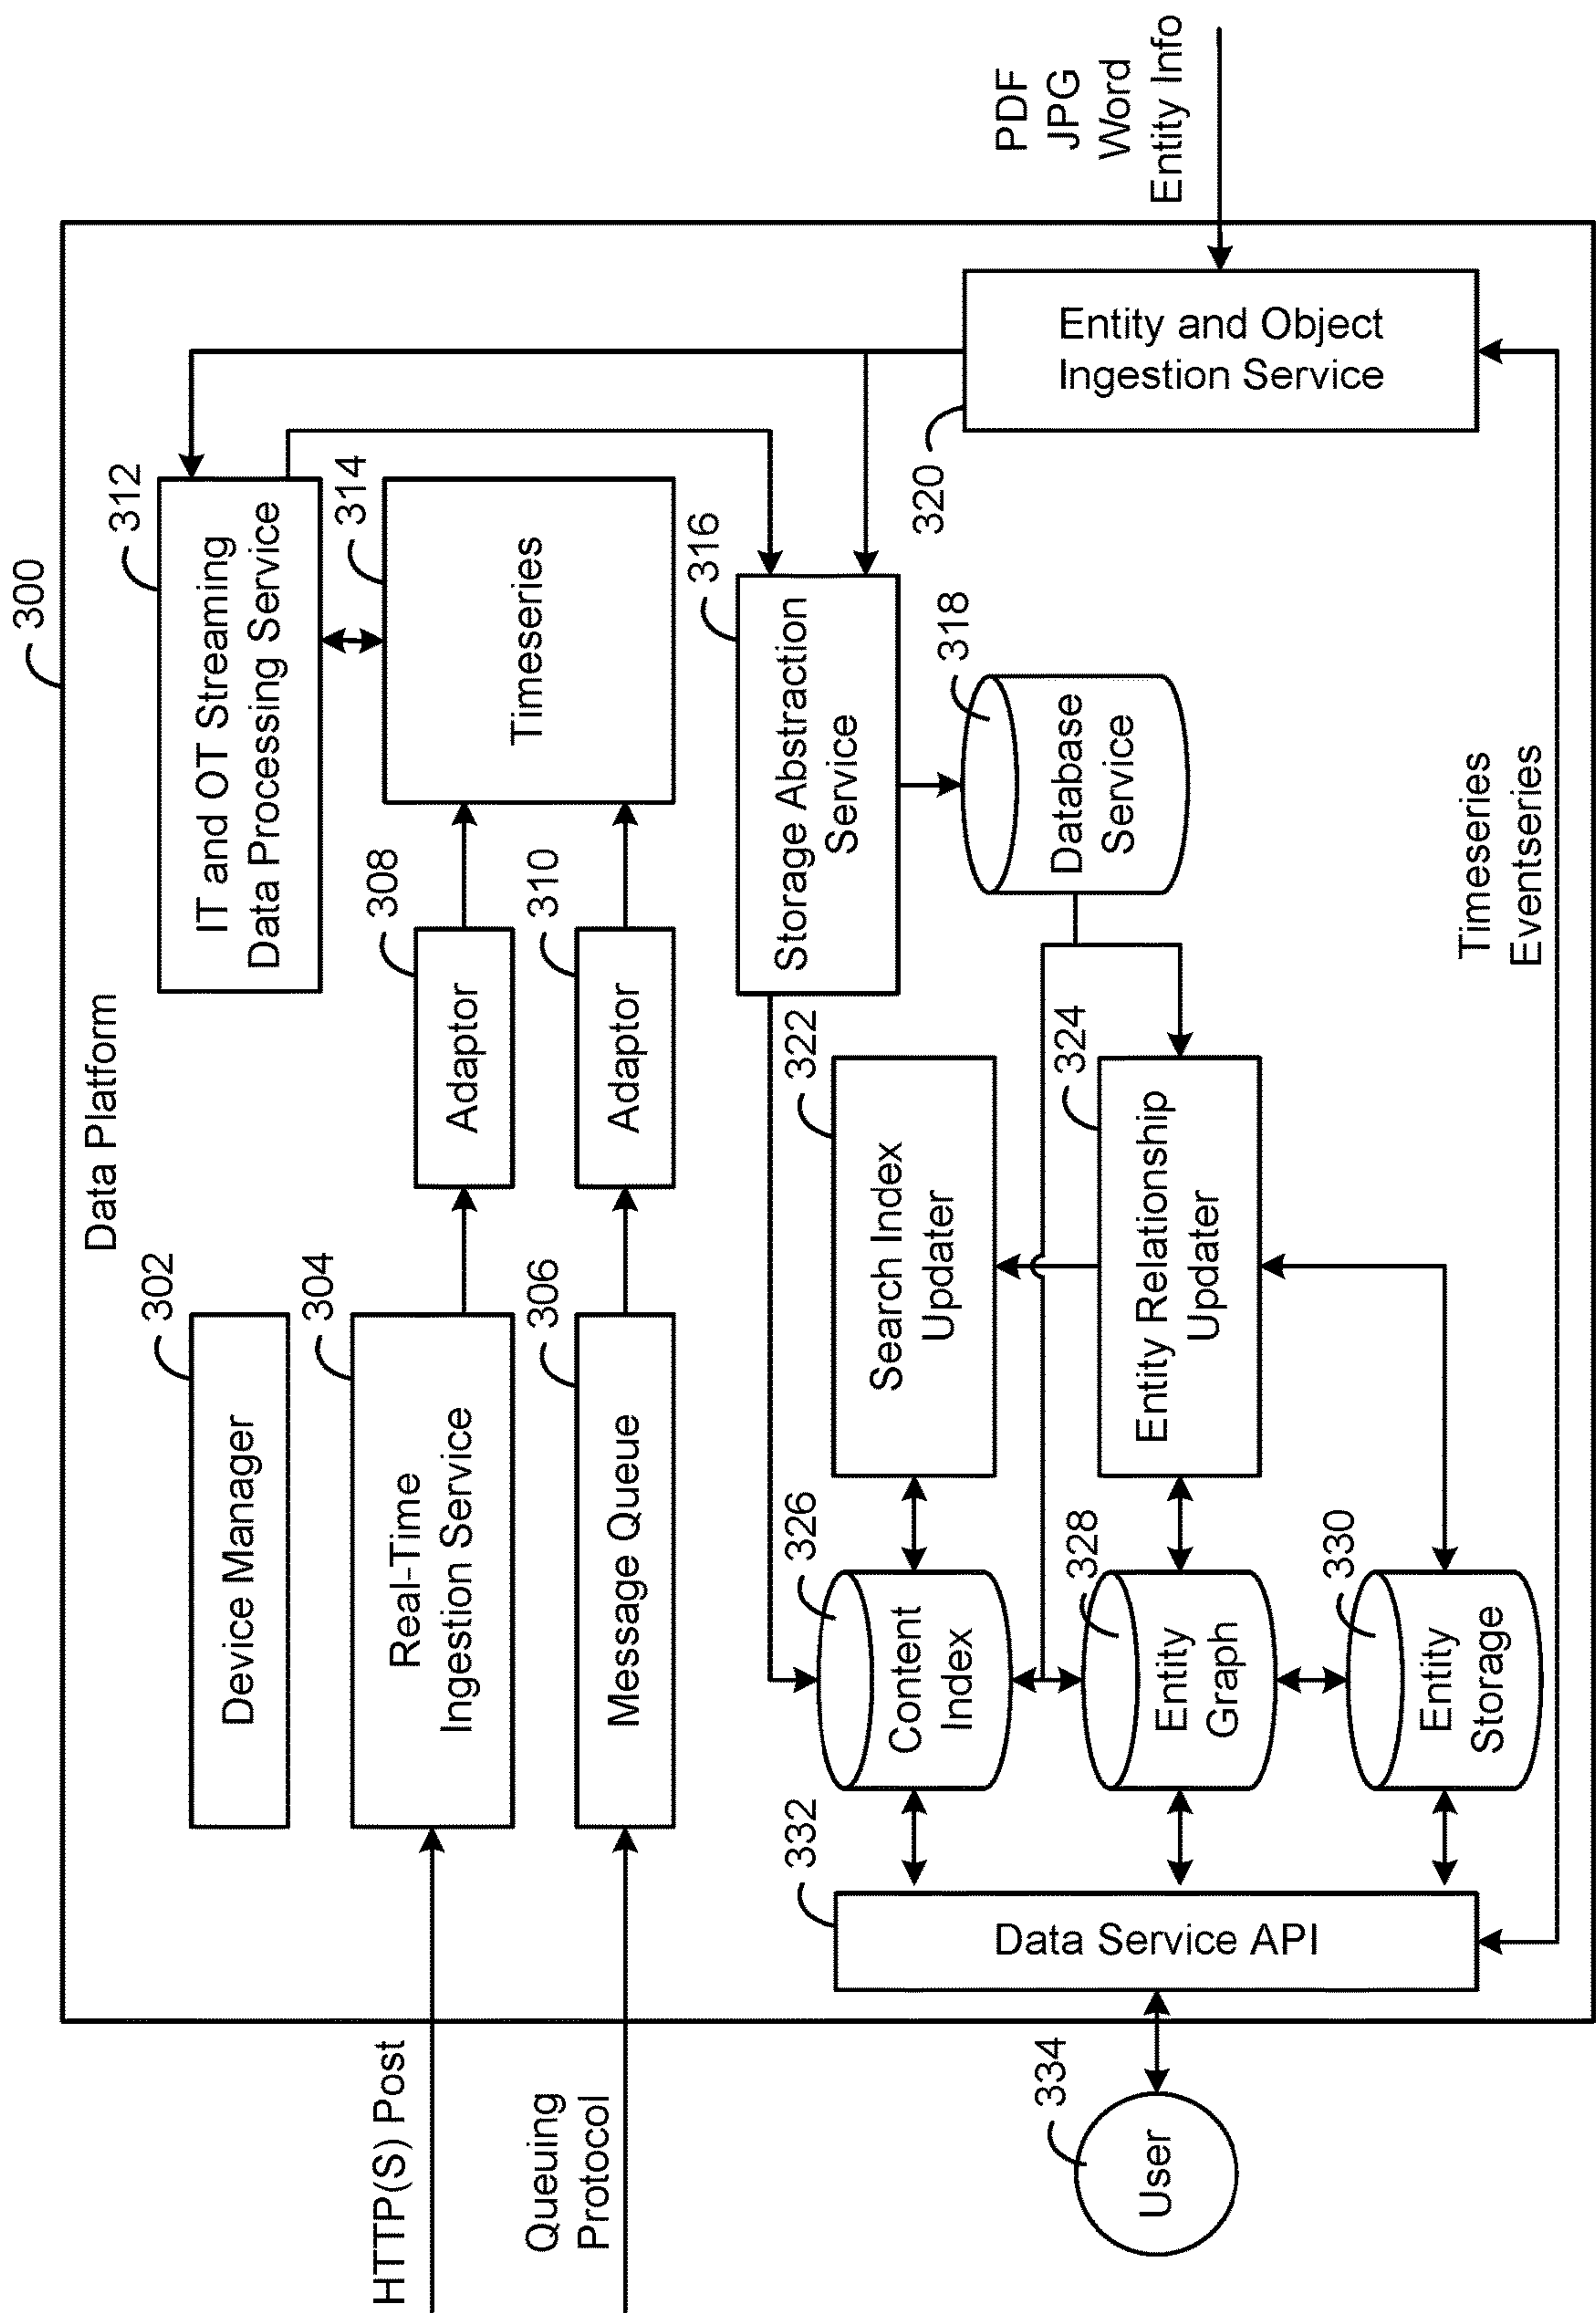 300
Data Platform
HTTP(S) Post
Queuing
Protocol
302
Device Manager
304
Real-Time
Ingestion Service
306
Message Queue
308
Adaptor
310
Adaptor
312
IT and OT Streaming
Data Processing Service
314
Timeseries
316
Storage Abstraction
Service
318
Database
Service
320
Entity and Object
Ingestion Service
PDF
JPG
Word
Entity Info
322
Search Index
Updater
324
Entity Relationship
Updater
326
Content
Index
328
Entity
Graph
330
Entity
Storage
332
Data Service API
334
User
Timeseries
Eventseries